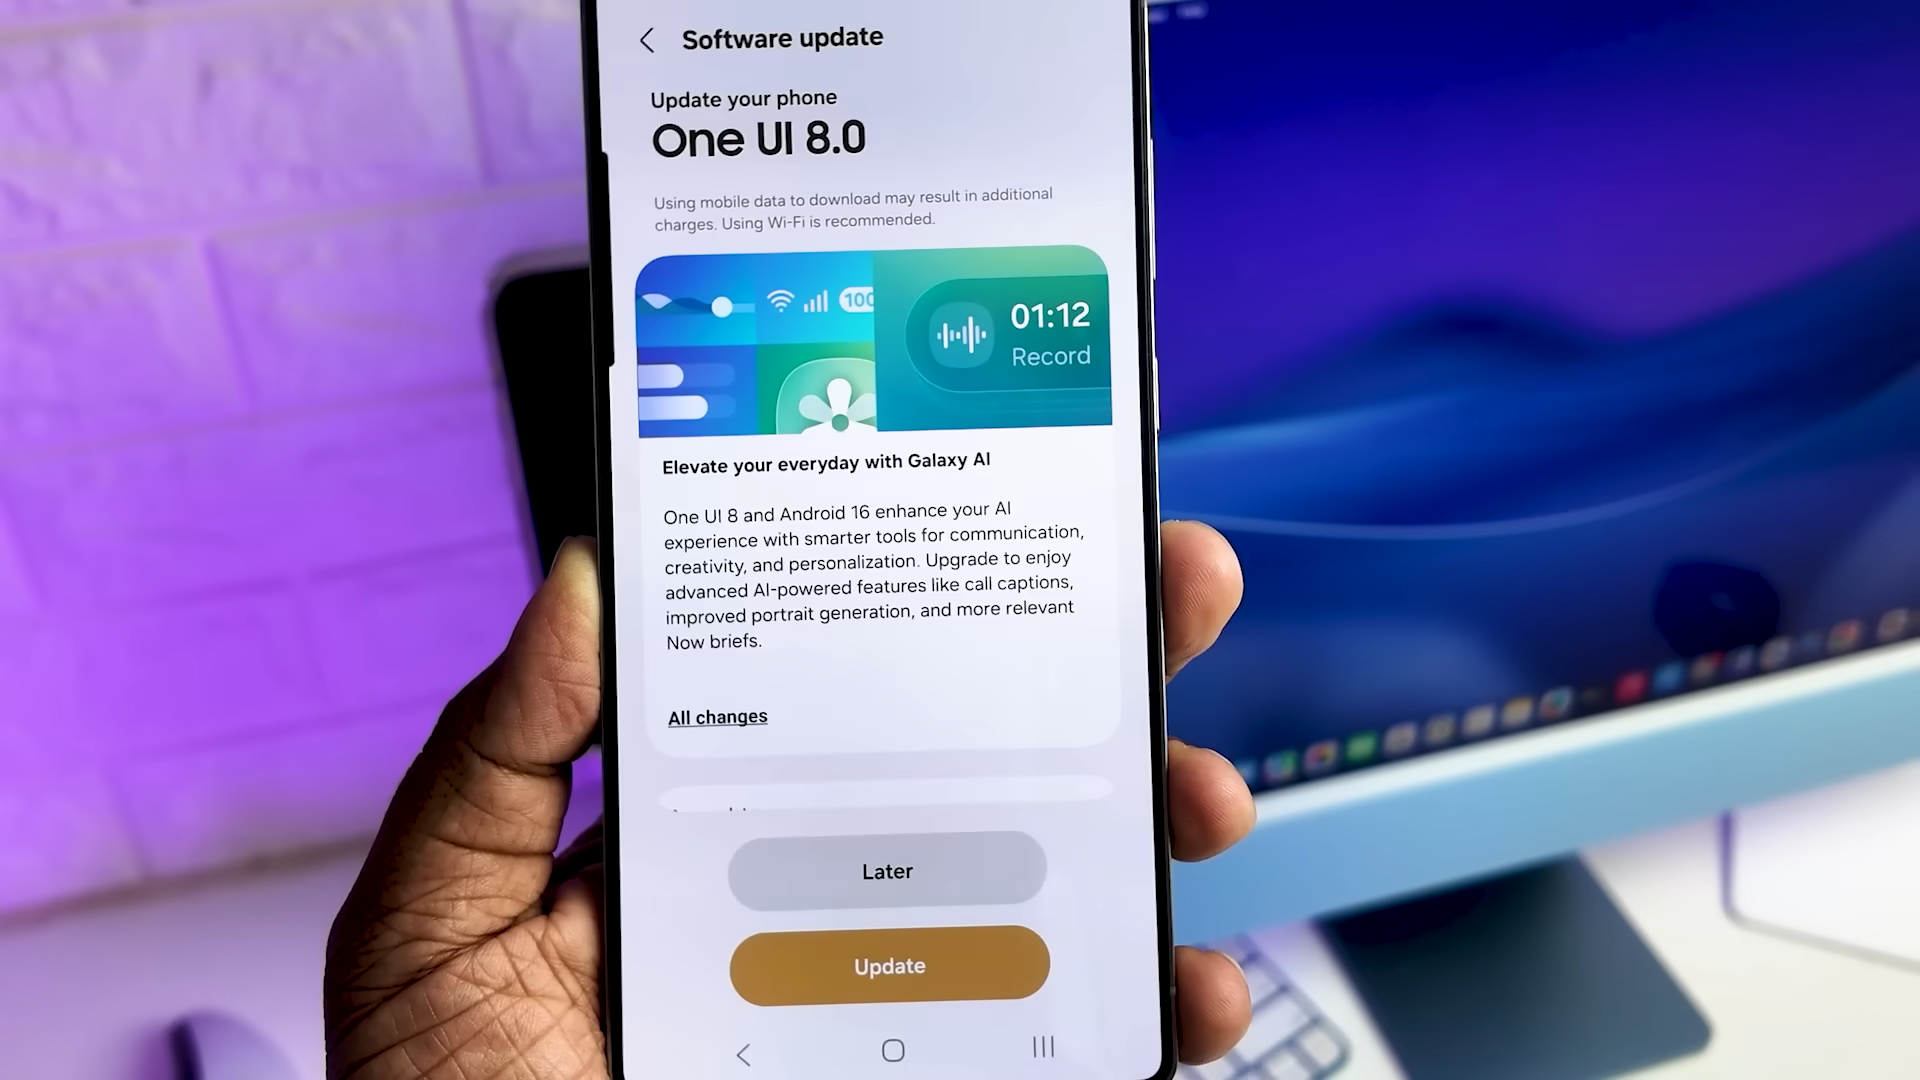 Software update
Update your phone
One UI 8.0
Using mobile data to download may result in additional
charges. Using Wi-Fi is recommended.
100
01:12
Record
Elevate your everyday with Galaxy AI
One UI 8 and Android 16 enhance your AI
experience with smarter tools for communication,
creativity, and personalization. Upgrade to enjoy
advanced AI-powered features like call captions,
improved portrait generation, and more relevant
Now briefs.
All changes
Later
Update